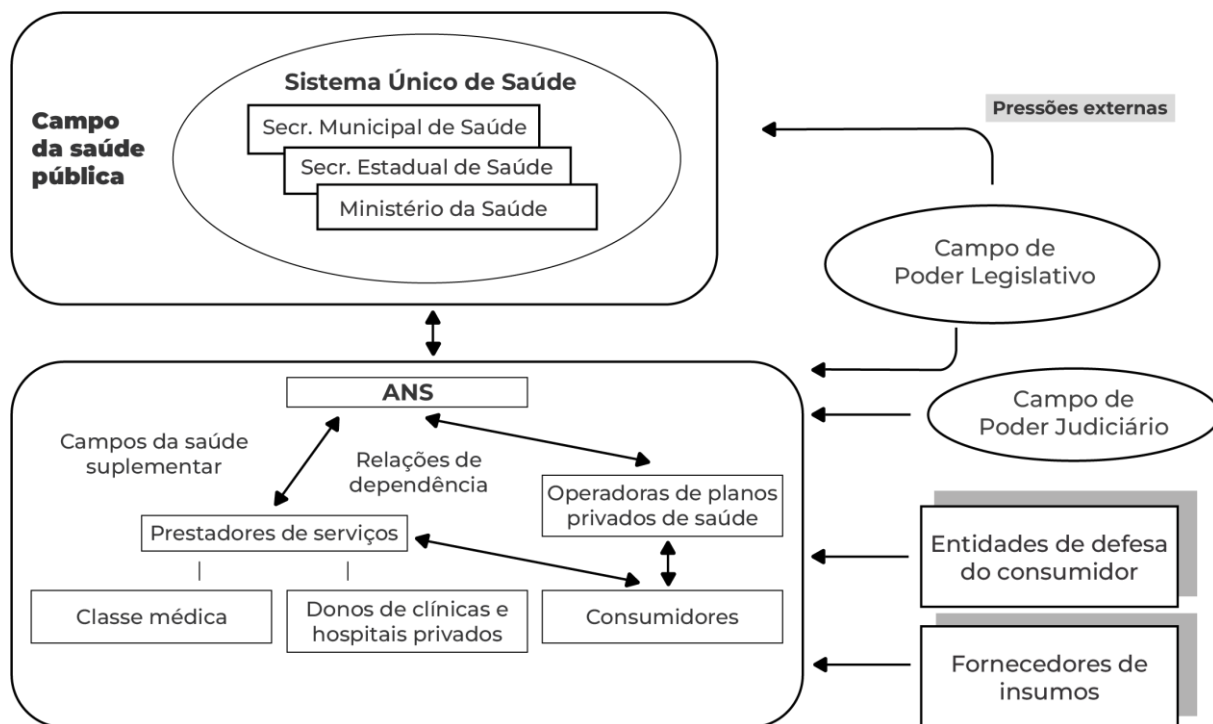 Sistema Único de Saúde
Campo
da saúde
pública
Secr. Municipal de Saúde
Secr. Estadual de Saúde
Ministério da Saúde
Pressões externas
Campo de
Poder Legislativo
ANS
Campos da saúde
suplementar
Relações de
dependência
Operadoras de planos
privados de saúde
Prestadores de serviços
Classe médica
Donos de clínicas e
hospitais privados
Consumidores
Campo de
Poder Judiciário
Entidades de defesa
do consumidor
Fornecedores de
insumos